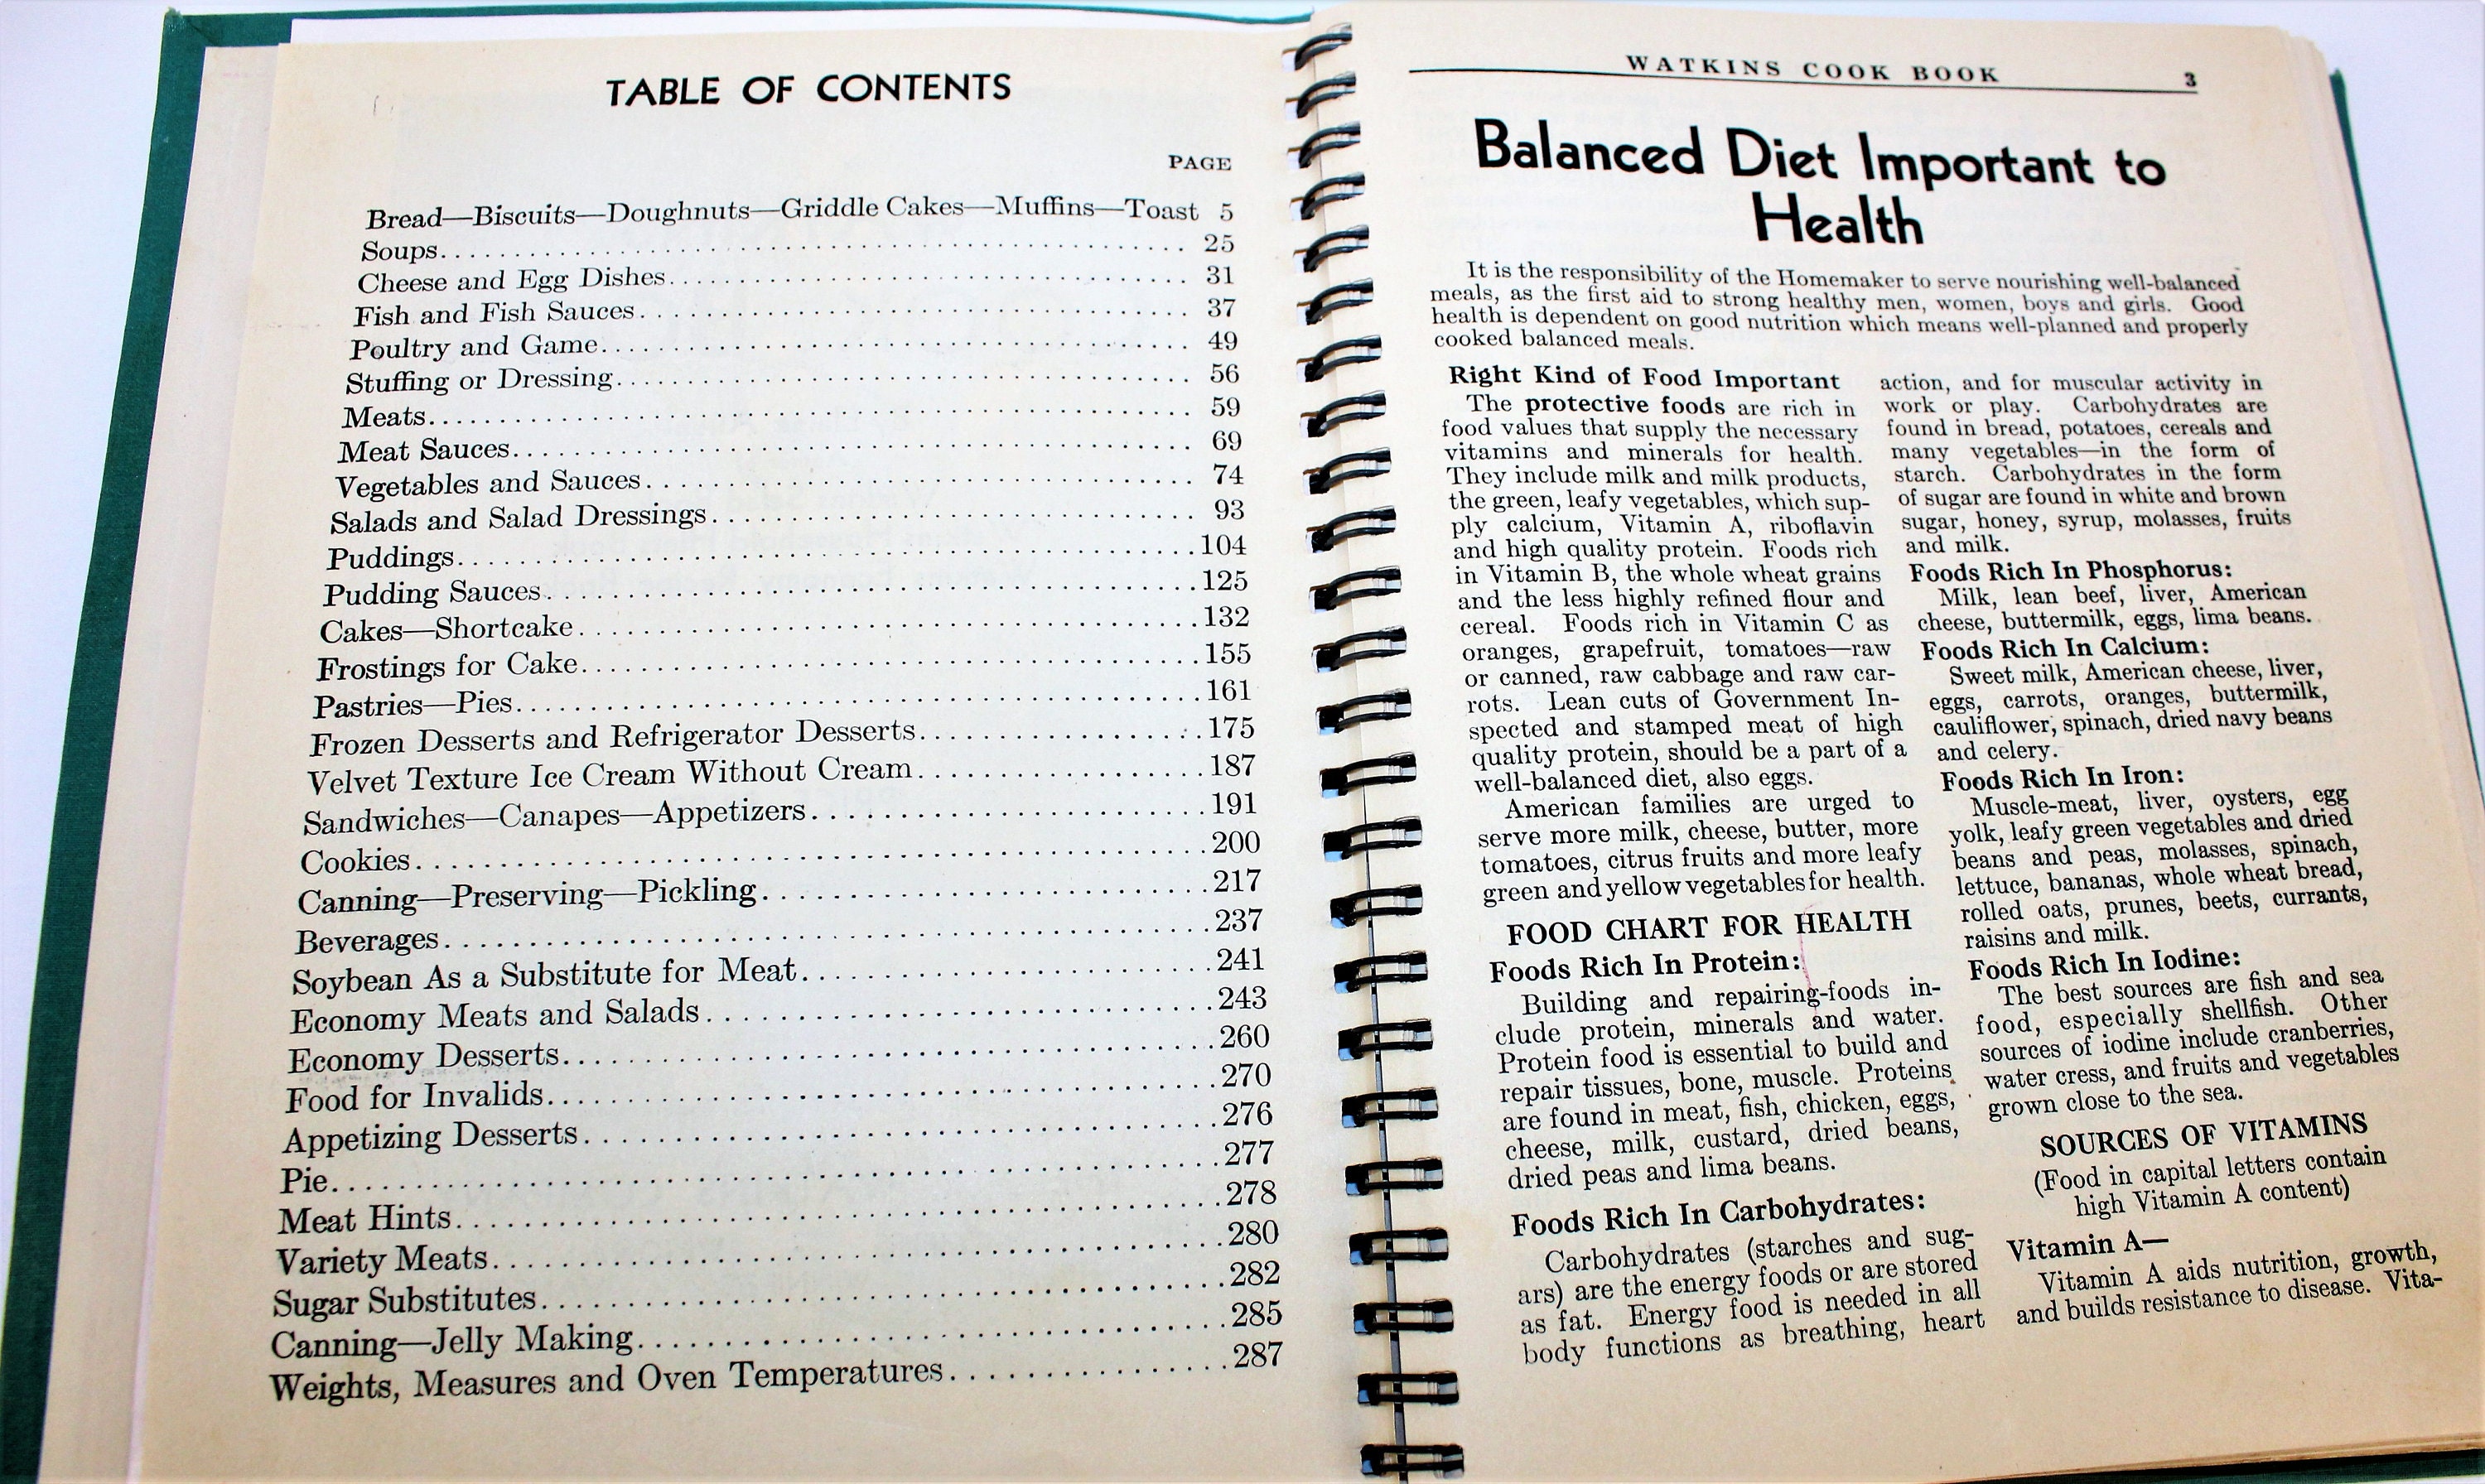 TABLE OF CONTENTS
PAGE
Bread—Biscuits—Doughnuts—Griddle Cakes—Muffins—Toast 5
Soups........................................ 25
Cheese and Egg Dishes........................................ 31
Fish and Fish Sauces........................................ 37
Poultry and Game........................................ 49
Stuffing or Dressing........................................ 56
Meats........................................ 59
Meat Sauces........................................ 69
Vegetables and Sauces........................................ 74
Salads and Salad Dressings........................................ 93
Puddings........................................104
Pudding Sauces........................................125
Cakes—Shortcake........................................132
Frostings for Cake........................................155
Pastries—Pies........................................161
Frozen Desserts and Refrigerator Desserts....................175
Velvet Texture Ice Cream Without Cream....................187
Sandwiches—Canapes—Appetizers....................191
Cookies........................................200
Canning—Preserving—Pickling....................217
Beverages........................................237
Soybean As a Substitute for Meat....................241
Economy Meats and Salads....................243
Economy Desserts........................................260
Food for Invalids........................................270
Appetizing Desserts........................................276
Pie........................................277
Meat Hints........................................278
Variety Meats........................................280
Sugar Substitutes........................................282
Canning—Jelly Making........................................285
Weights, Measures and Oven Temperatures...............287
WATKINS COOK BOOK 3
Balanced Diet Important to
Health
It is the responsibility of the Homemaker to serve nourishing well-balanced
meals, as the first aid to strong healthy men, women, boys and girls. Good
health is dependent on good nutrition which means well-planned and properly
cooked balanced meals.
Right Kind of Food Important
The protective foods are rich in
food values that supply the necessary
vitamins and minerals for health.
They include milk and milk products,
the green, leafy vegetables, which sup-
ply calcium, Vitamin A, riboflavin
and high quality protein. Foods rich
in Vitamin B, the whole wheat grains
and the less highly refined flour and
cereal. Foods rich in Vitamin C as
oranges, grapefruit, tomatoes—raw
or canned, raw cabbage and raw car-
rots. Lean cuts of Government In-
spected and stamped meat of high
quality protein, should be a part of a
well-balanced diet, also eggs.
American families are urged to
serve more milk, cheese, butter, more
tomatoes, citrus fruits and more leafy
green and yellow vegetables for health.
FOOD CHART FOR HEALTH
Foods Rich In Protein:
Building and repairing-foods in-
clude protein, minerals and water.
Protein food is essential to build and
repair tissues, bone, muscle. Proteins
are found in meat, fish, chicken, eggs,
cheese, milk, custard, dried beans,
dried peas and lima beans.
Foods Rich In Carbohydrates:
Carbohydrates (starches and sug-
ars) are the energy foods or are stored
as fat. Energy food is needed in all
body functions as breathing, heart
action, and for muscular activity in
work or play. Carbohydrates are
found in bread, potatoes, cereals and
many vegetables—in the form of
starch. Carbohydrates in the form
of sugar are found in white and brown
sugar, honey, syrup, molasses, fruits
and milk.
Foods Rich In Phosphorus:
Milk, lean beef, liver, American
cheese, buttermilk, eggs, lima beans.
Foods Rich In Calcium:
Sweet milk, American cheese, liver,
eggs, carrots, oranges, buttermilk,
cauliflower, spinach, dried navy beans
and celery.
Foods Rich In Iron:
Muscle-meat, liver, oysters, egg
yolk, leafy green vegetables and dried
beans and peas, molasses, spinach,
lettuce, bananas, whole wheat bread,
rolled oats, prunes, beets, currants,
raisins and milk.
Foods Rich In Iodine:
The best sources are fish and sea
food, especially shellfish. Other
sources of iodine include cranberries,
water cress, and fruits and vegetables
grown close to the sea.
SOURCES OF VITAMINS
(Food in capital letters contain
high Vitamin A content)
Vitamin A—
Vitamin A aids nutrition, growth,
and builds resistance to disease. Vita-